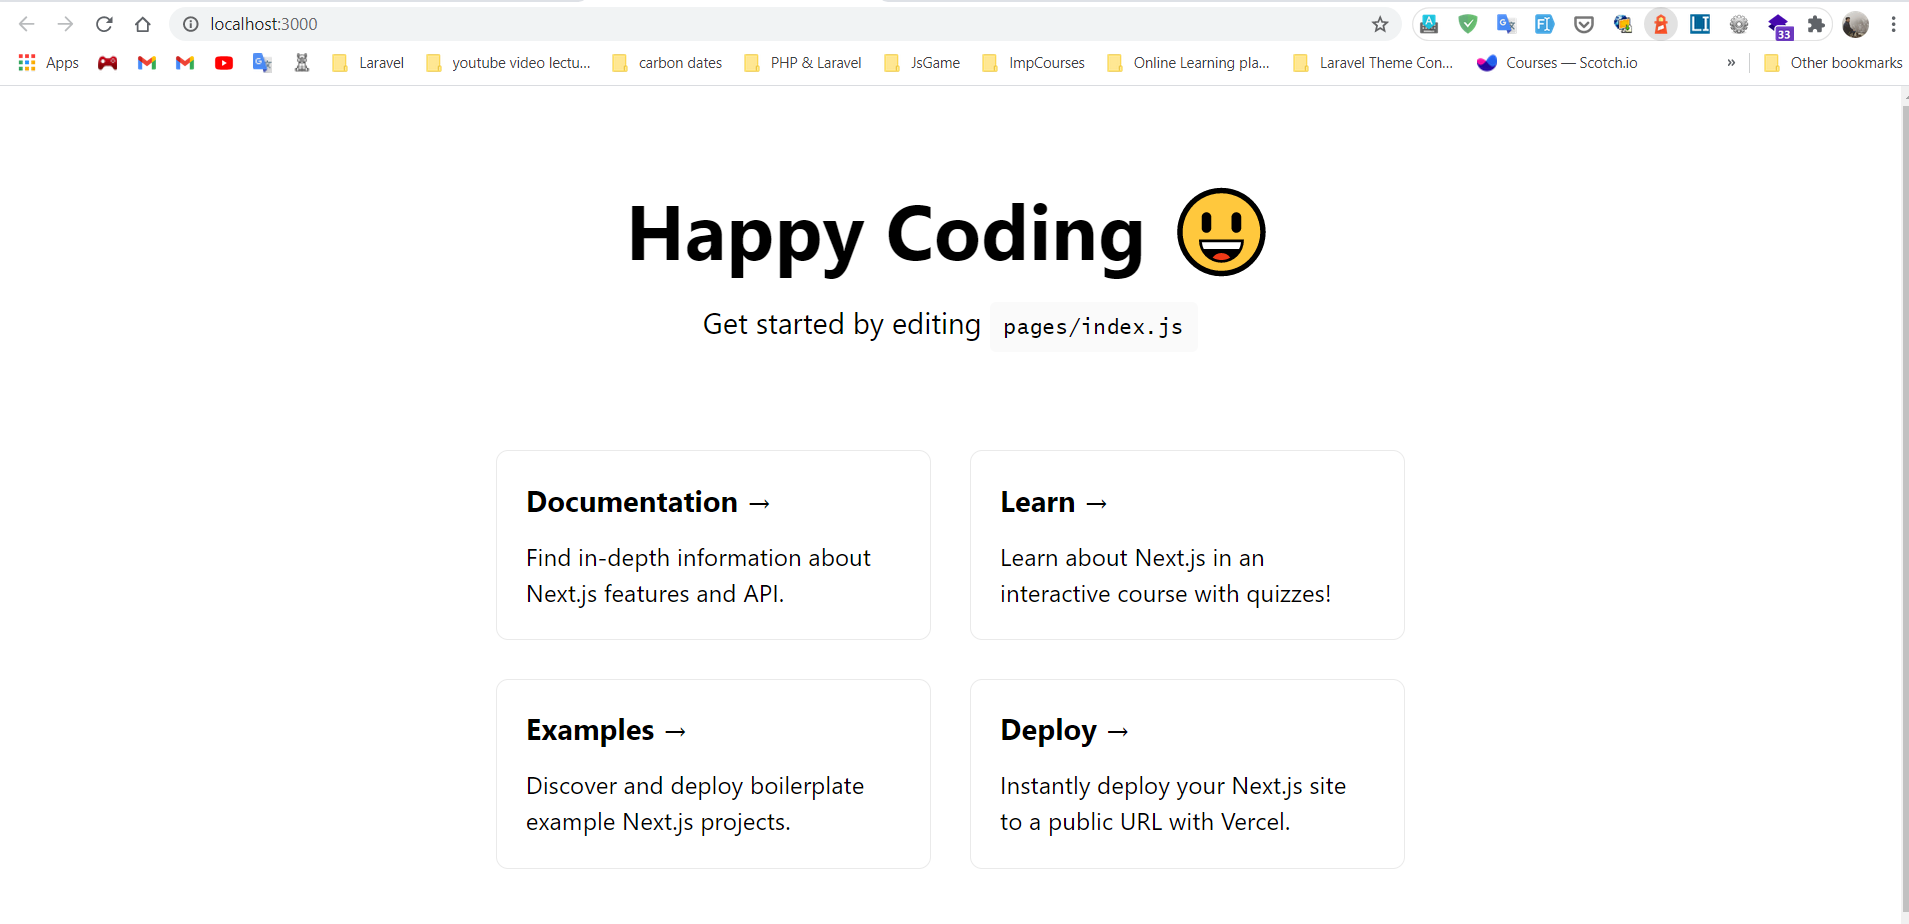 localhost:3000
33
Apps Laravel youtube video lectu... carbon dates PHP & Laravel JsGame ImpCourses Online Learning pla... Laravel Theme Con... Courses — Scotch.io » Other bookmarks
Happy Coding 😃
Get started by editing pages/index.js
Documentation →
Find in-depth information about
Next.js features and API.
Learn →
Learn about Next.js in an
interactive course with quizzes!
Examples →
Discover and deploy boilerplate
example Next.js projects.
Deploy →
Instantly deploy your Next.js site
to a public URL with Vercel.